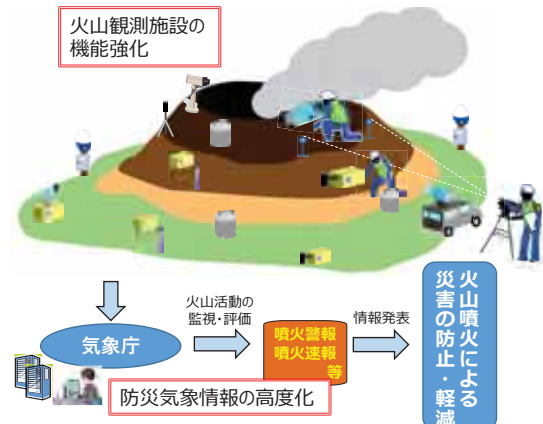 火山観測施設の
機能強化
気象庁
火山活動の
監視・評価
噴火警報
噴火速報
等
情報発表
火山噴火による
災害の防止・軽減
防災気象情報の高度化